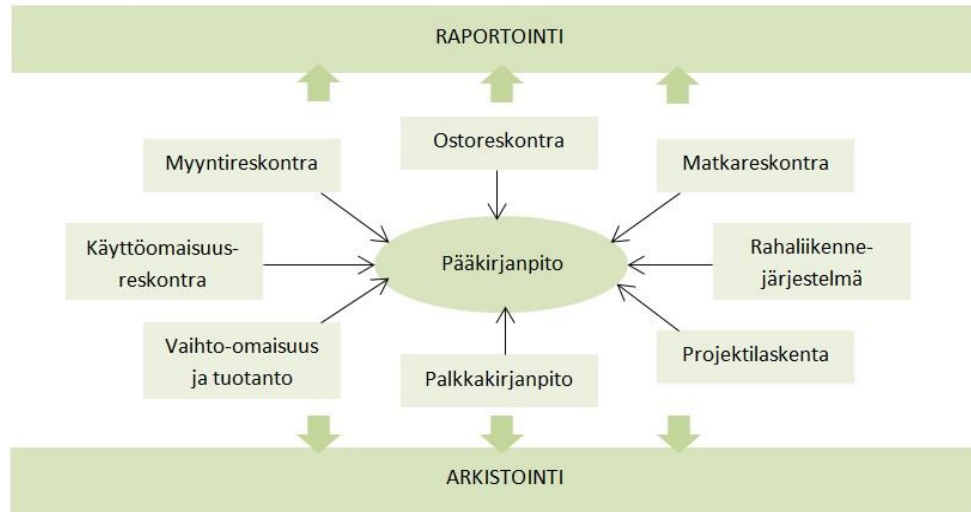 RAPORTOINTI
Ostoreskontra
Myyntireskontra
Matkareskontra
Käyttöomaisuus-
reskontra
Pääkirjanpito
Rahaliikenne-
järjestelmä
Vaihto-omaisuus
ja tuotanto
Palkkakirjanpito
Projektilaskenta
ARKISTOINTI